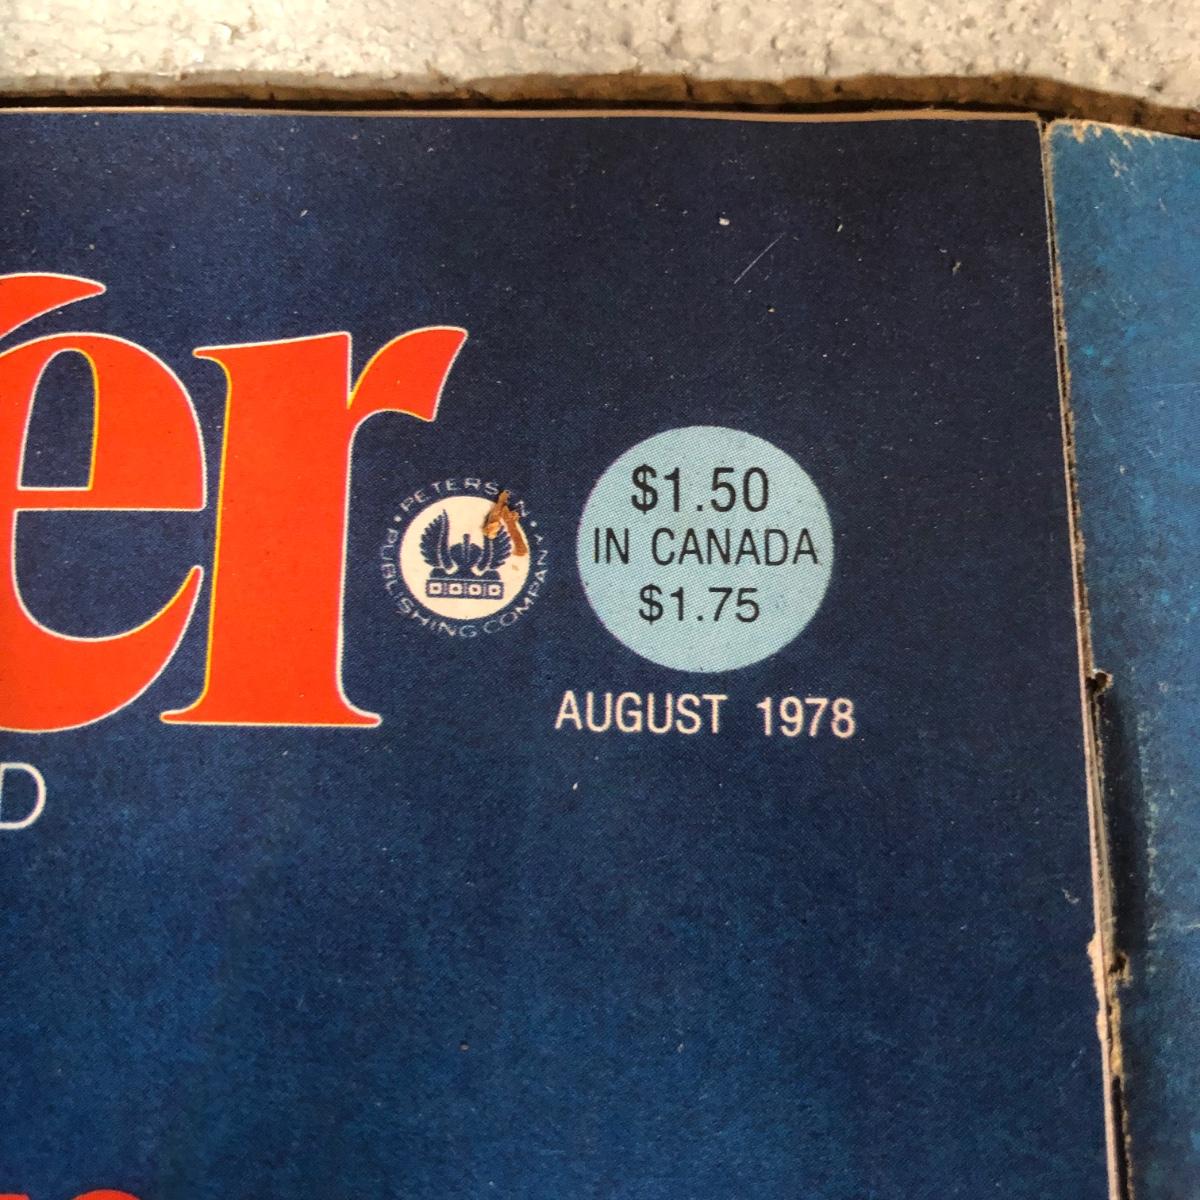 er
PETERSEN • PUBLISHING COMPANY •
$1.50
IN CANADA
$1.75
AUGUST 1978
D